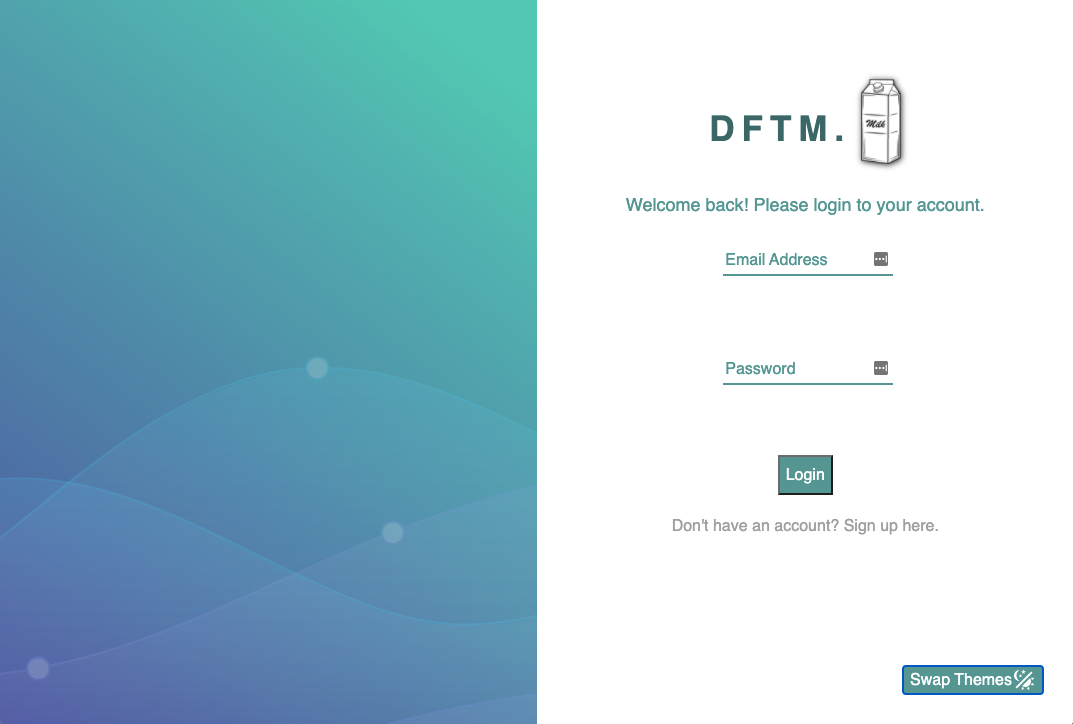 DFTM.
Milk
Welcome back! Please login to your account.
Email Address
Password
Login
Don't have an account? Sign up here.
Swap Themes